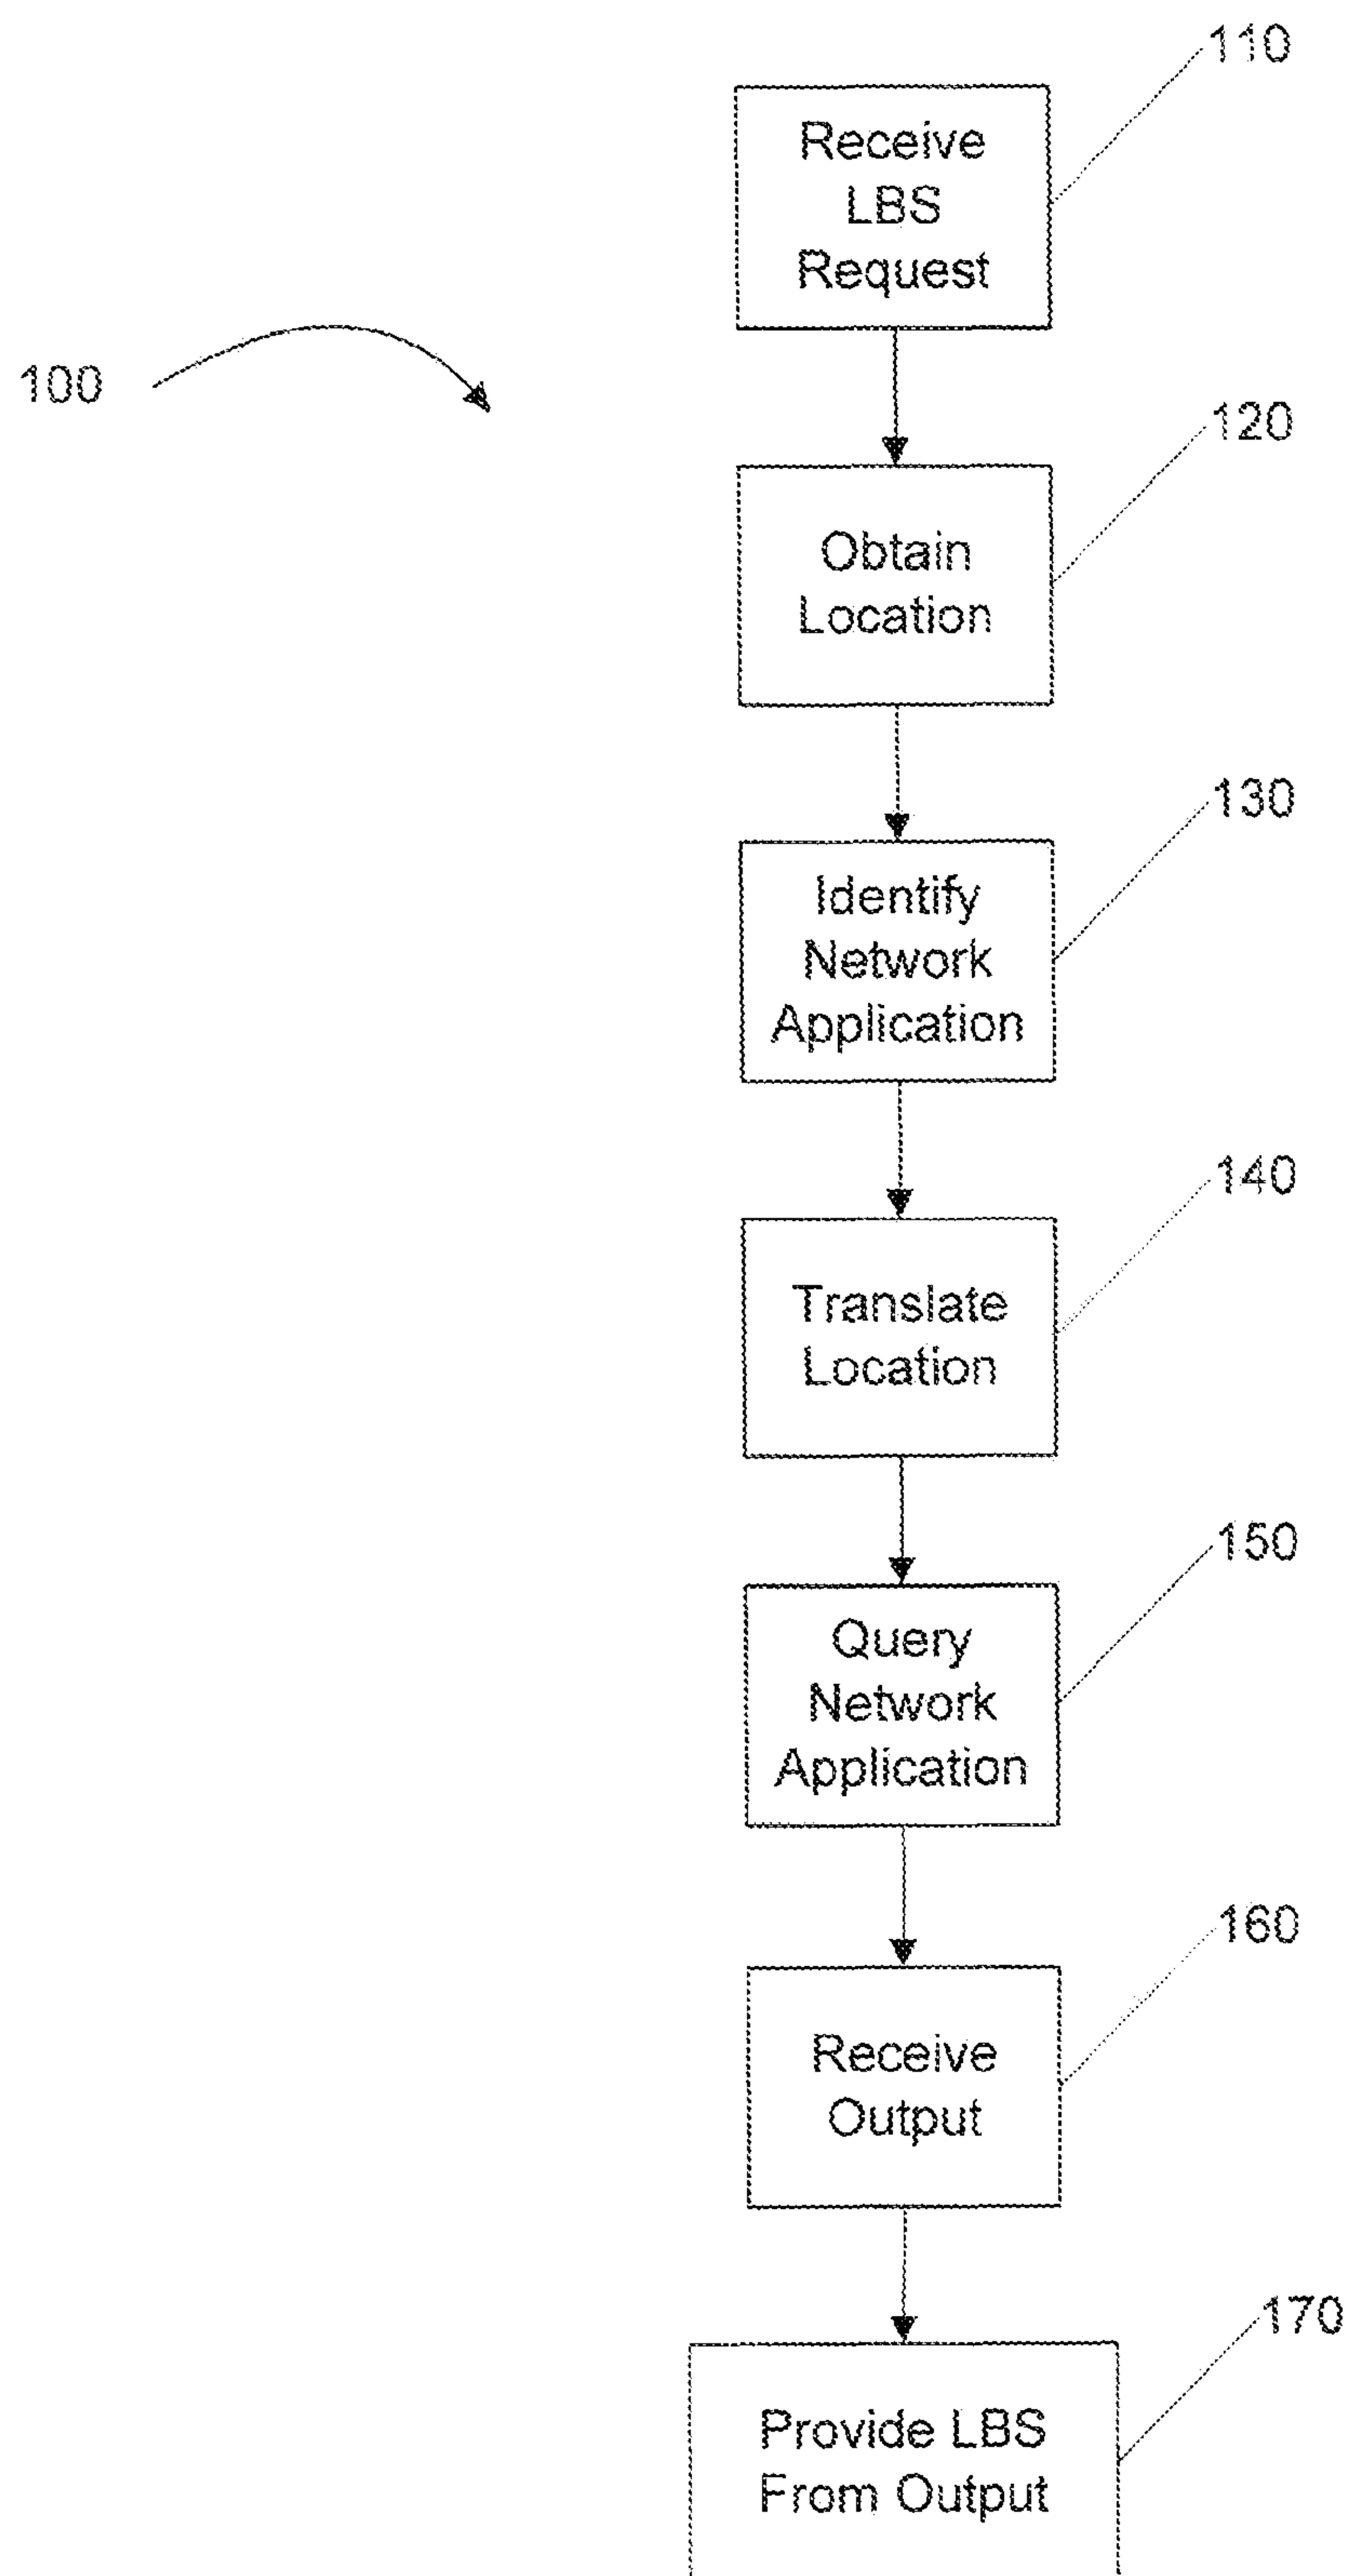 110
Receive
LBS
Request
100
120
Obtain
Location
130
Identify
Network
Application
140
Translate
Location
150
Query
Network
Application
160
Receive
Output
170
Provide LBS
From Output